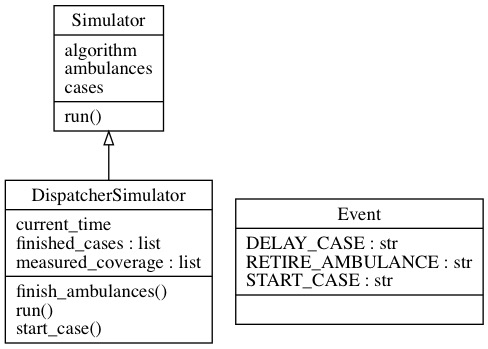 Simulator
algorithm
ambulances
cases
run()
DispatcherSimulator
current_time
finished_cases : list
measured_coverage : list
finish_ambulances()
run()
start_case()
Event
DELAY_CASE : str
RETIRE_AMBULANCE : str
START_CASE : str